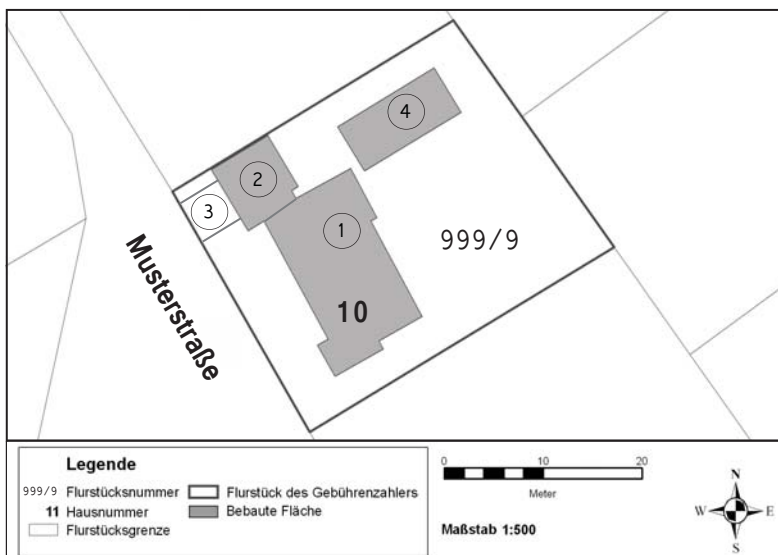 4
2
3
1
999/9
Musterstraße
10
Legende
999/9 Flurstücksnummer
11 Hausnummer
Flurstücksgrenze
Flurstück des Gebührenzahlers
Bebaute Fläche
0 10 20
Meter
Maßstab 1:500
N
W E
S